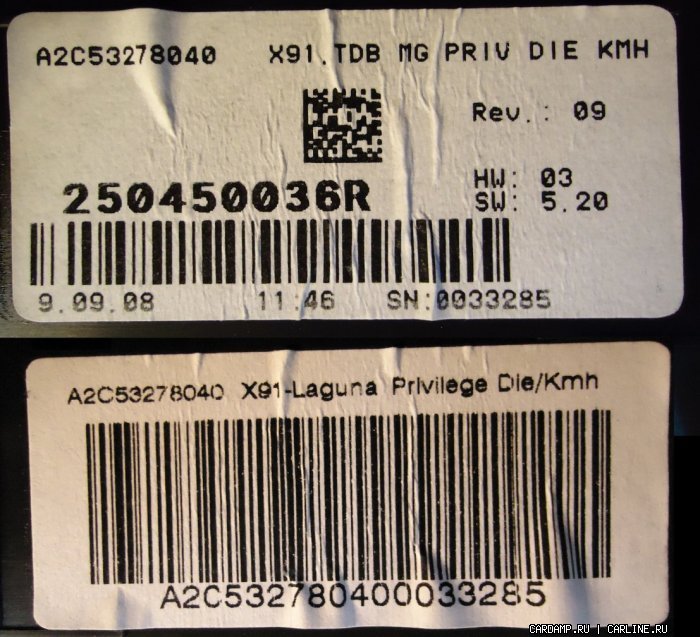 A2C53278040 X91.TDB MG PRIV DIE KMH
Rev.: 09
250450036R
HW: 03
SW: 5.20
9.09.08 11:46 SN:0033285
A2C53278040 X91-Laguna Privilege Die/Kmh
A2C532780400033285
CARDAMP.RU | CARLINE.RU